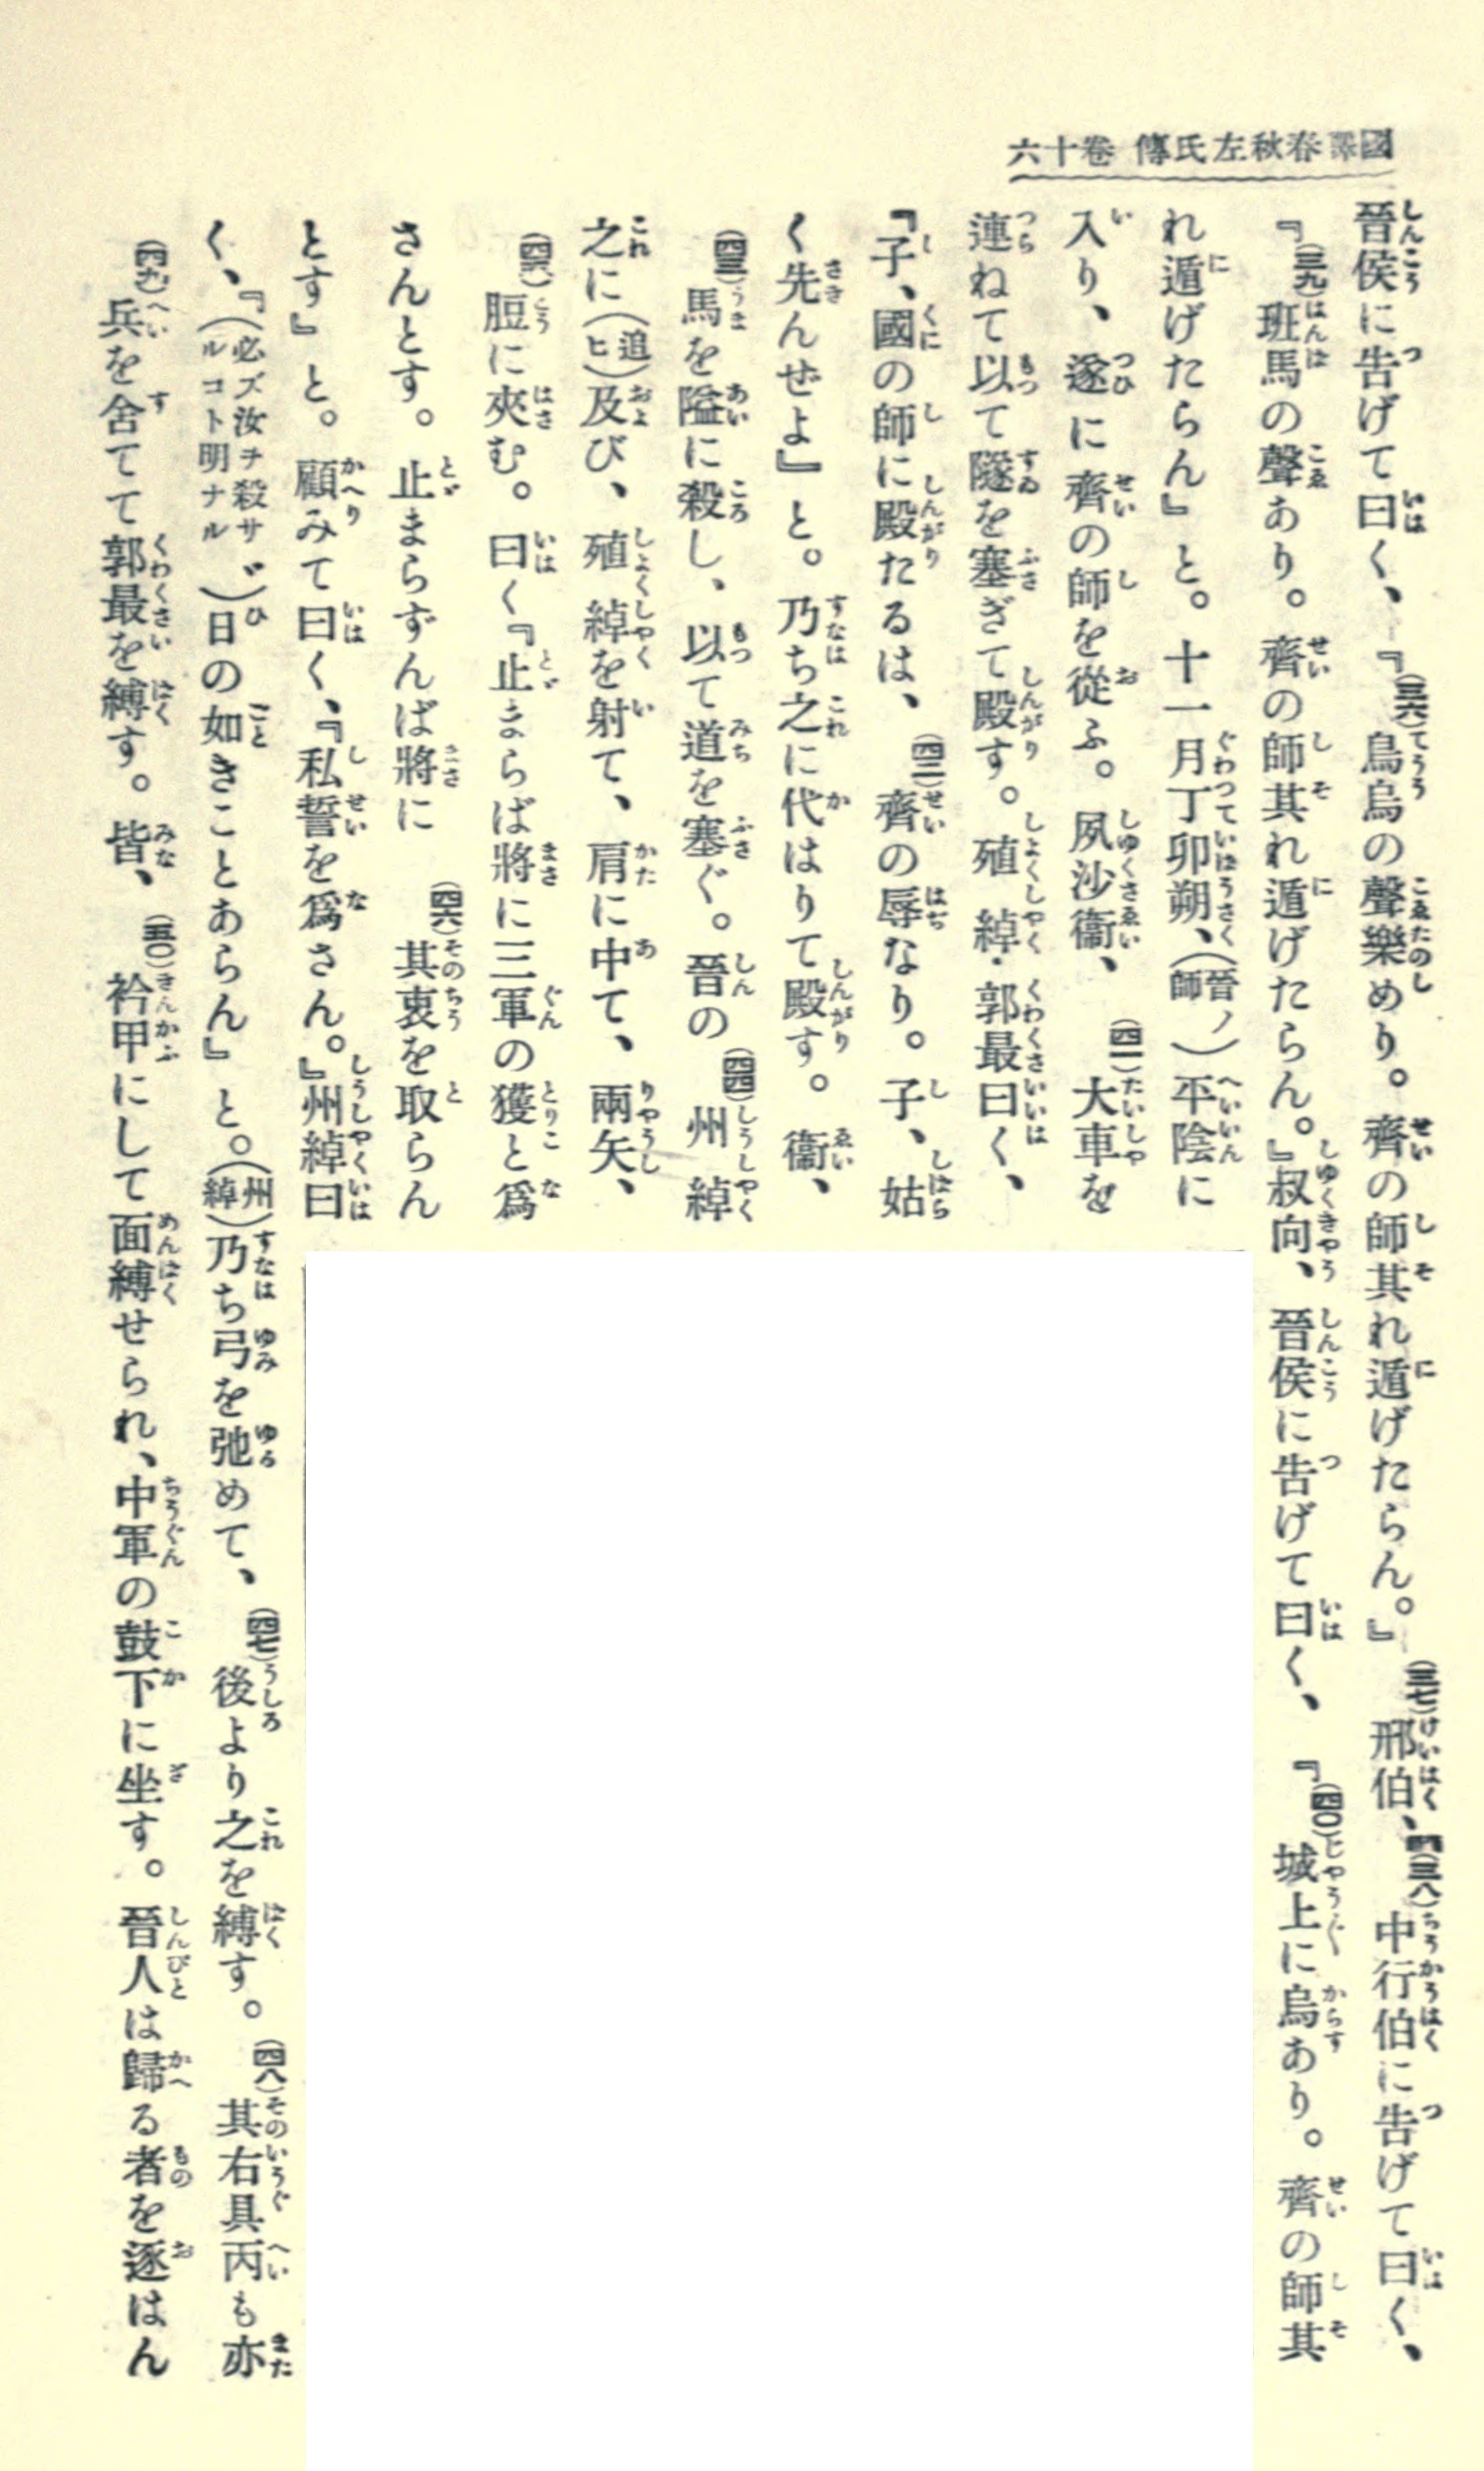 國譯春秋左氏傳 卷十六
晉侯に吿げて曰く、『(三六)鳥烏の聲樂めり。齊の師其れ遁げたらん。』(三七)邢伯、(三八)中行伯に吿げて曰く、
『(三九)班馬の聲あり。齊の師其れ遁げたらん。』叔向、晉侯に吿げて曰く、『(四〇)城上に烏あり。齊の師其
れ遁げたらん』と。十一月丁卯朔、(晉ノ師)平陰に
入り、遂に齊の師を從ふ。夙沙衞、(四一)大車を
連ねて以て隧を塞ぎて殿す。殖綽・郭最曰く、
『子、國の師に殿たるは、(四二)齊の辱なり。子、姑
く先んぜよ』と。乃ち之に代はりて殿す。衞、
(四三)馬を隘に殺し、以て道を塞ぐ。晉の(四四)州綽
之に(追ヒ)及び、殖綽を射て、肩に中て、兩矢、
脰に夾む。曰く『止まらば將に三軍の獲と爲
さんとす。止まらずんば將に(四六)其衷を取らん
とす』と。顧みて曰く、『私誓を爲さん。』州綽曰
く、『(必ズ汝ヲ殺サヾルコト明ナル)日の如きことあらん』と。(州綽)乃ち弓を弛めて、(四七)後より之を縛す。(四八)其右具丙も亦
(四九)兵を舍てて郭最を縛す。皆、(五〇)衿甲にして面縛せられ、中軍の鼓下に坐す。晉人は歸る者を逐はん